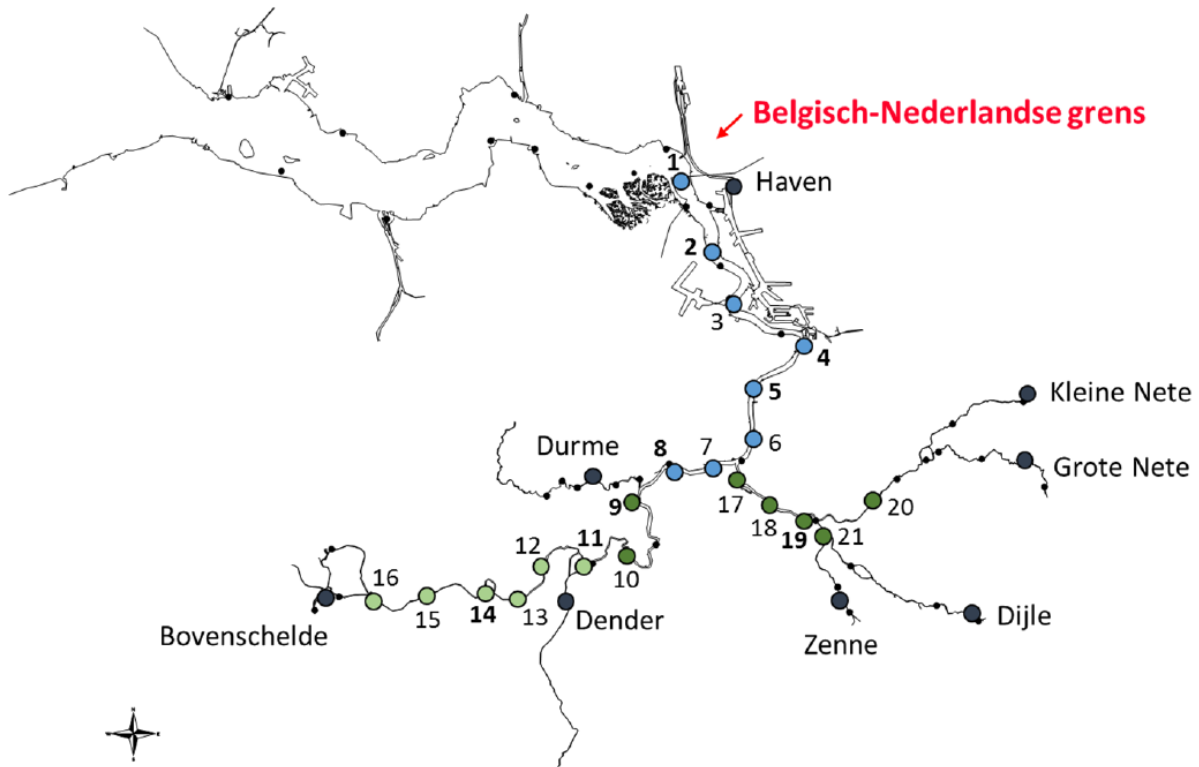 Belgisch-Nederlandse grens
1
Haven
2
3
4
5
Kleine Nete
6
Durme
8
7
Grote Nete
9
17
20
18
12
11
19
21
10
16
14
13
15
Bovenschelde
Dender
Dijle
Zenne
N
W
E
S